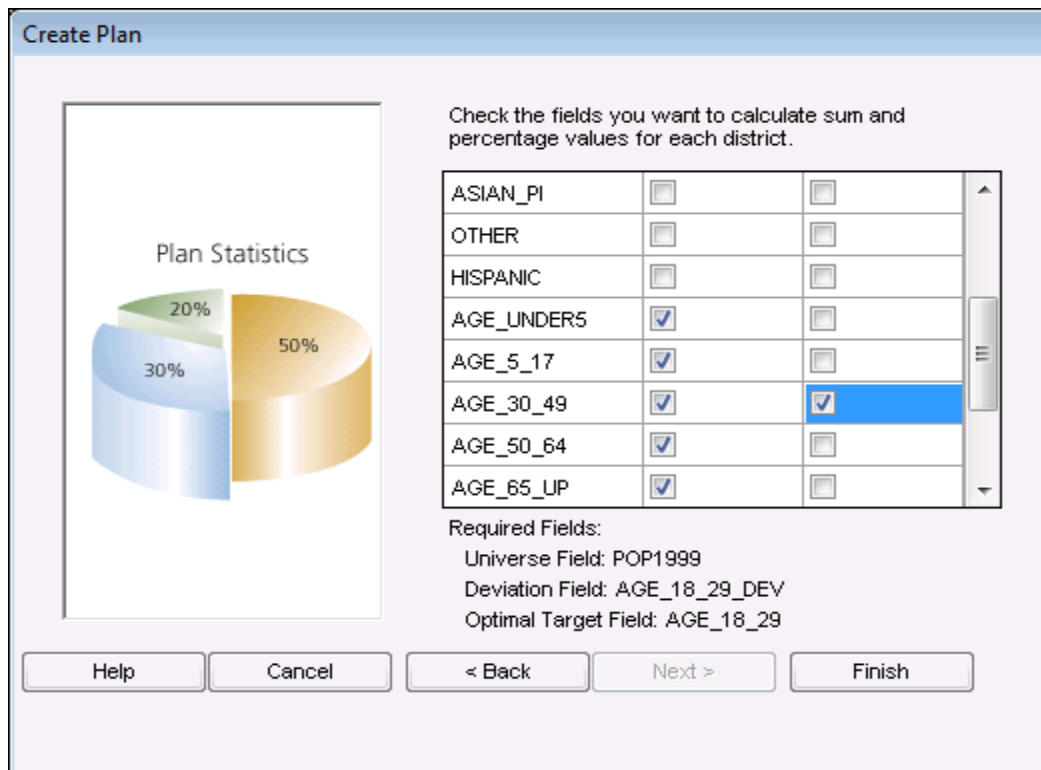 Create Plan
Plan Statistics
20%
50%
30%
Check the fields you want to calculate sum and
percentage values for each district.
ASIAN_PI
OTHER
HISPANIC
AGE_UNDER5
AGE_5_17
AGE_30_49
AGE_50_64
AGE_65_UP
Required Fields:
Universe Field: POP1999
Deviation Field: AGE_18_29_DEV
Optimal Target Field: AGE_18_29
Help
Cancel
< Back
Next >
Finish